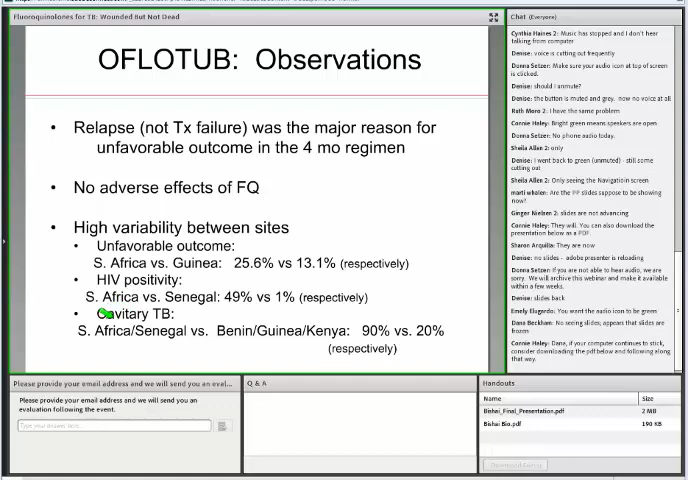 Fluoroquinolones for TB: Wounded But Not Dead
OFLOTUB: Observations
• Relapse (not Tx failure) was the major reason for
unfavorable outcome in the 4 mo regimen
• No adverse effects of FQ
• High variability between sites
• Unfavorable outcome:
S. Africa vs. Guinea: 25.6% vs 13.1% (respectively)
• HIV positivity:
S. Africa vs. Senegal: 49% vs 1% (respectively)
• Cavitary TB:
S. Africa/Senegal vs. Benin/Guinea/Kenya: 90% vs. 20%
(respectively)
Chat (Everyone)
Cynthia Haines 2: Music has stopped and I don't hear
talking from computer
Denise: voice is cutting out frequently
Donna Setzer: Make sure your audio icon at top of screen
is clicked.
Denise: should I unmute?
Denise: the button is muted and grey. now no voice at all
Ruth Moro 2: I have the same problem
Connie Haley: Bright green means speakers are open
Donna Setzer: No phone audio today.
Sheila Allen 2: only
Denise: I went back to green (unmuted) - still some
cutting out
Sheila Allen 2: Only seeing the Navigatioin screen
marti whalen: Are the PP slides suppose to be showing
now?
Ginger Nielsen 2: slides are not advancing
Connie Haley: They will. You can also download the
presentation below as a PDF.
Sharon Arquilla: They are now
Denise: no slides - adobe presenter is reloading
Donna Setzer: If you are not able to hear audio, we are
sorry. We will archive this webinar and make it available
within a few weeks.
Denise: slides back
Emely Elugardo: You want the audio icon to be green
Dana Beckham: No seeing slides; appears that slides are
frozen
Connie Haley: Dana, if your computer continues to stick,
consider downloading the pdf below and following along
that way.
Please provide your email address and we will send you an eval...
Please provide your email address and we will send you an
evaluation following the event.
Type your answer here...
Q & A
Handouts
Name Size
Bishai_Final_Presentation.pdf 2 MB
Bishai Bio.pdf 190 KB